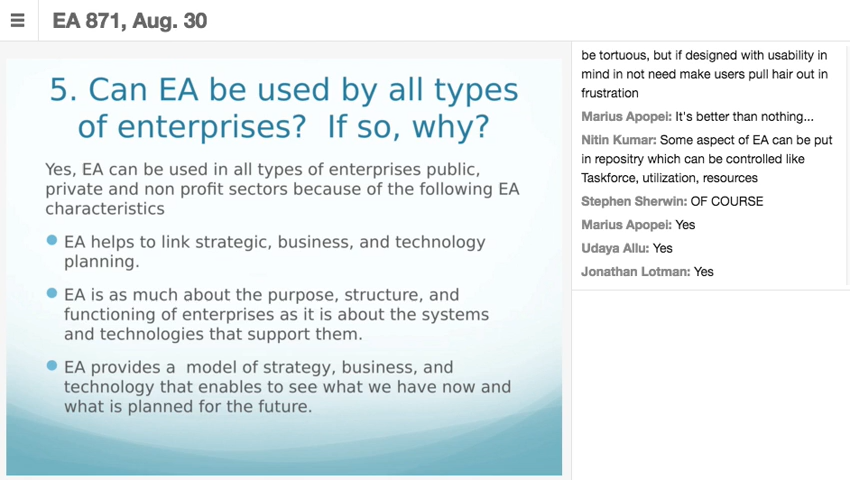 EA 871, Aug. 30
5. Can EA be used by all types
of enterprises? If so, why?
Yes, EA can be used in all types of enterprises public,
private and non profit sectors because of the following EA
characteristics
EA helps to link strategic, business, and technology
planning.
EA is as much about the purpose, structure, and
functioning of enterprises as it is about the systems
and technologies that support them.
EA provides a model of strategy, business, and
technology that enables to see what we have now and
what is planned for the future.
be tortuous, but if designed with usability in
mind in not need make users pull hair out in
frustration
Marius Apopei: It's better than nothing...
Nitin Kumar: Some aspect of EA can be put
in repositry which can be controlled like
Taskforce, utilization, resources
Stephen Sherwin: OF COURSE
Marius Apopei: Yes
Udaya Allu: Yes
Jonathan Lotman: Yes